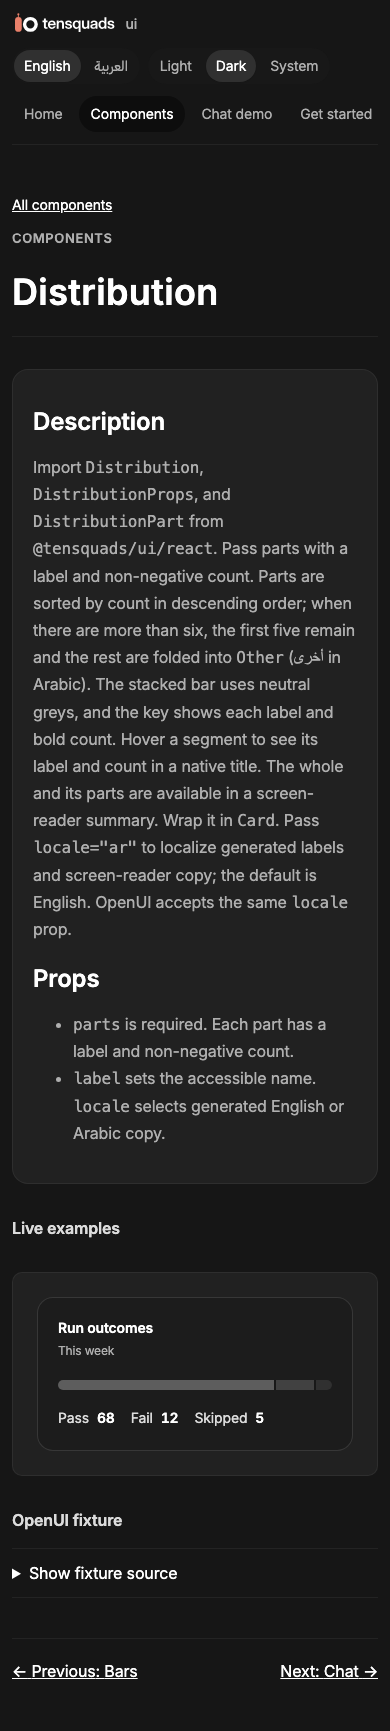 tensquads ui
English العربية Light Dark System
Home Components Chat demo Get started
All components
COMPONENTS
Distribution
Description
Import Distribution,
DistributionProps, and
DistributionPart from
@tensquads/ui/react. Pass parts with a
label and non-negative count. Parts are
sorted by count in descending order; when
there are more than six, the first five remain
and the rest are folded into Other (أخرى in
Arabic). The stacked bar uses neutral
greys, and the key shows each label and
bold count. Hover a segment to see its
label and count in a native title. The whole
and its parts are available in a screen-
reader summary. Wrap it in Card. Pass
locale="ar" to localize generated labels
and screen-reader copy; the default is
English. OpenUI accepts the same locale
prop.
Props
• parts is required. Each part has a
label and non-negative count.
• label sets the accessible name.
locale selects generated English or
Arabic copy.
Live examples
Run outcomes
This week
Pass 68 Fail 12 Skipped 5
OpenUI fixture
▶ Show fixture source
← Previous: Bars Next: Chat →